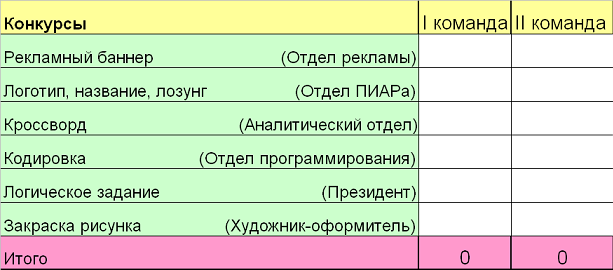 Конкурсы I команда II команда
Рекламный баннер (Отдел рекламы)
Логотип, название, лозунг (Отдел ПИАРа)
Кроссворд (Аналитический отдел)
Кодировка (Отдел программирования)
Логическое задание (Президент)
Закраска рисунка (Художник-оформитель)
Итого 0 0